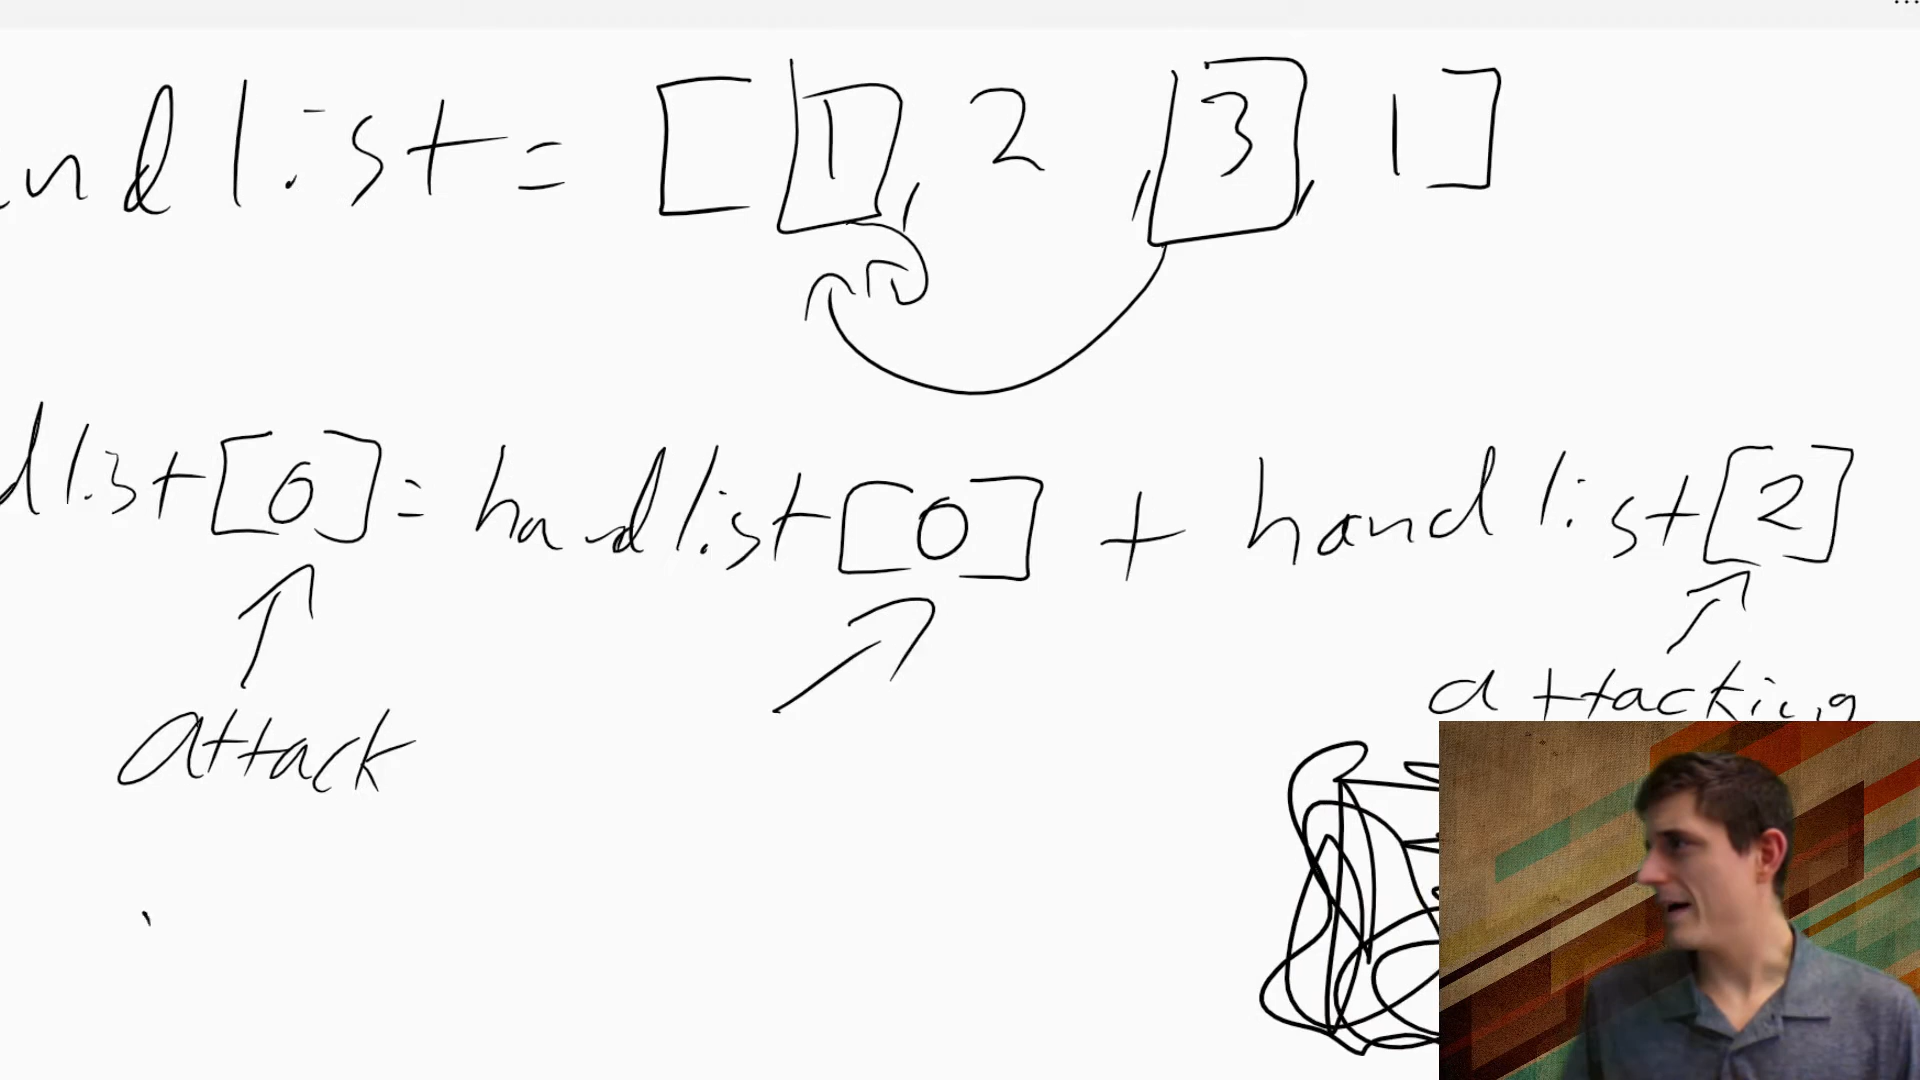 nd list = [ 1, 2, 3, 1 ]
dlist[0] = handlist[0] + handlist[2]
attack
attacking